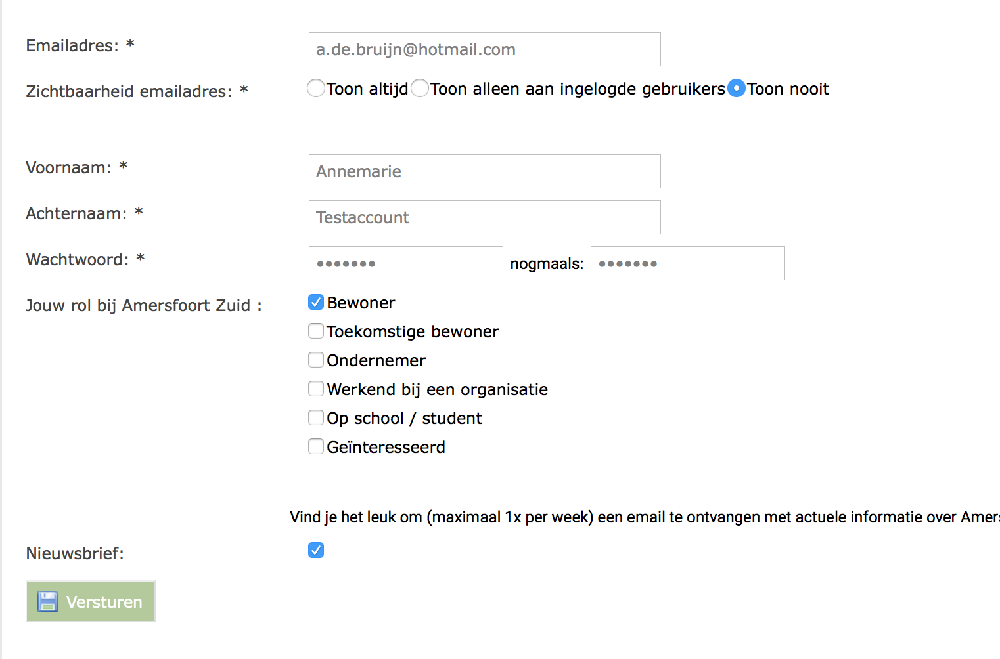 Emailadres: * a.de.bruijn@hotmail.com
Zichtbaarheid emailadres: * Toon altijd Toon alleen aan ingelogde gebruikers Toon nooit
Voornaam: * Annemarie
Achternaam: * Testaccount
Wachtwoord: * ••••••• nogmaals: •••••••
Jouw rol bij Amersfoort Zuid : Bewoner
Toekomstige bewoner
Ondernemer
Werkend bij een organisatie
Op school / student
Geïnteresseerd
Vind je het leuk om (maximaal 1x per week) een email te ontvangen met actuele informatie over
Nieuwsbrief:
Versturen